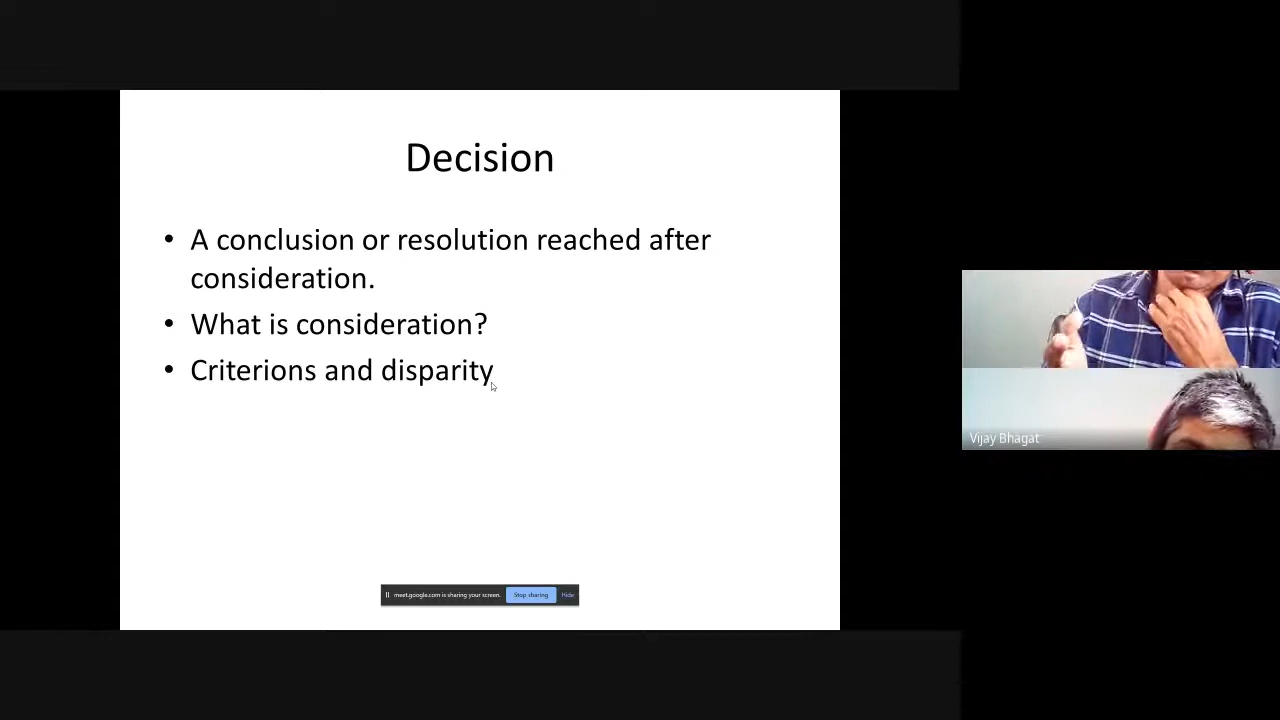 Decision
• A conclusion or resolution reached after
consideration.
• What is consideration?
• Criterions and disparity
meet.google.com is sharing your screen. Stop sharing Hide
Vijay Bhagat